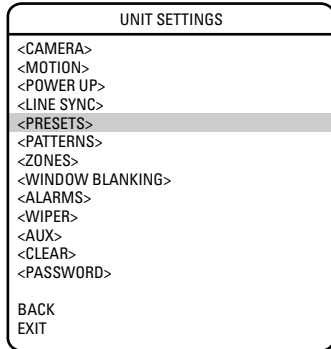 UNIT SETTINGS
<CAMERA>
<MOTION>
<POWER UP>
<LINE SYNC>
<PRESETS>
<PATTERNS>
<ZONES>
<WINDOW BLANKING>
<ALARMS>
<WIPER>
<AUX>
<CLEAR>
<PASSWORD>
BACK
EXIT